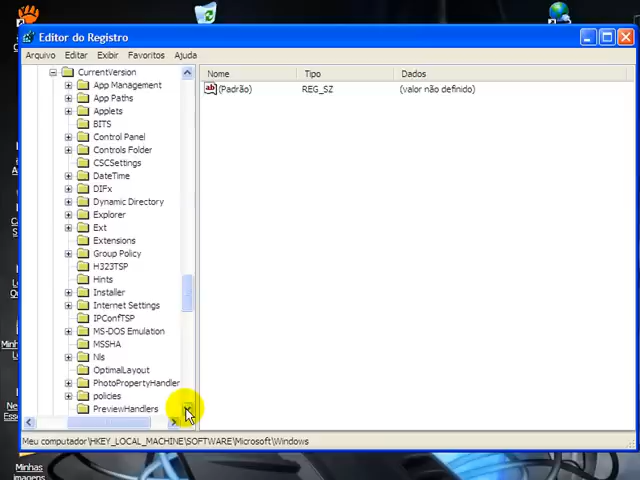 Editor do Registro
Arquivo Editar Exibir Favoritos Ajuda
CurrentVersion
App Management
App Paths
Applets
BITS
Control Panel
Controls Folder
CSCSettings
DateTime
DIFx
Dynamic Directory
Explorer
Ext
Extensions
Group Policy
H323TSP
Hints
Installer
Internet Settings
IPConfTSP
MS-DOS Emulation
MSSHA
Nls
OptimalLayout
PhotoPropertyHandler
policies
PreviewHandlers
Nome Tipo Dados
ab (Padrão) REG_SZ (valor não definido)
Meu computador\HKEY_LOCAL_MACHINE\SOFTWARE\Microsoft\Windows
Minhas
Imagens